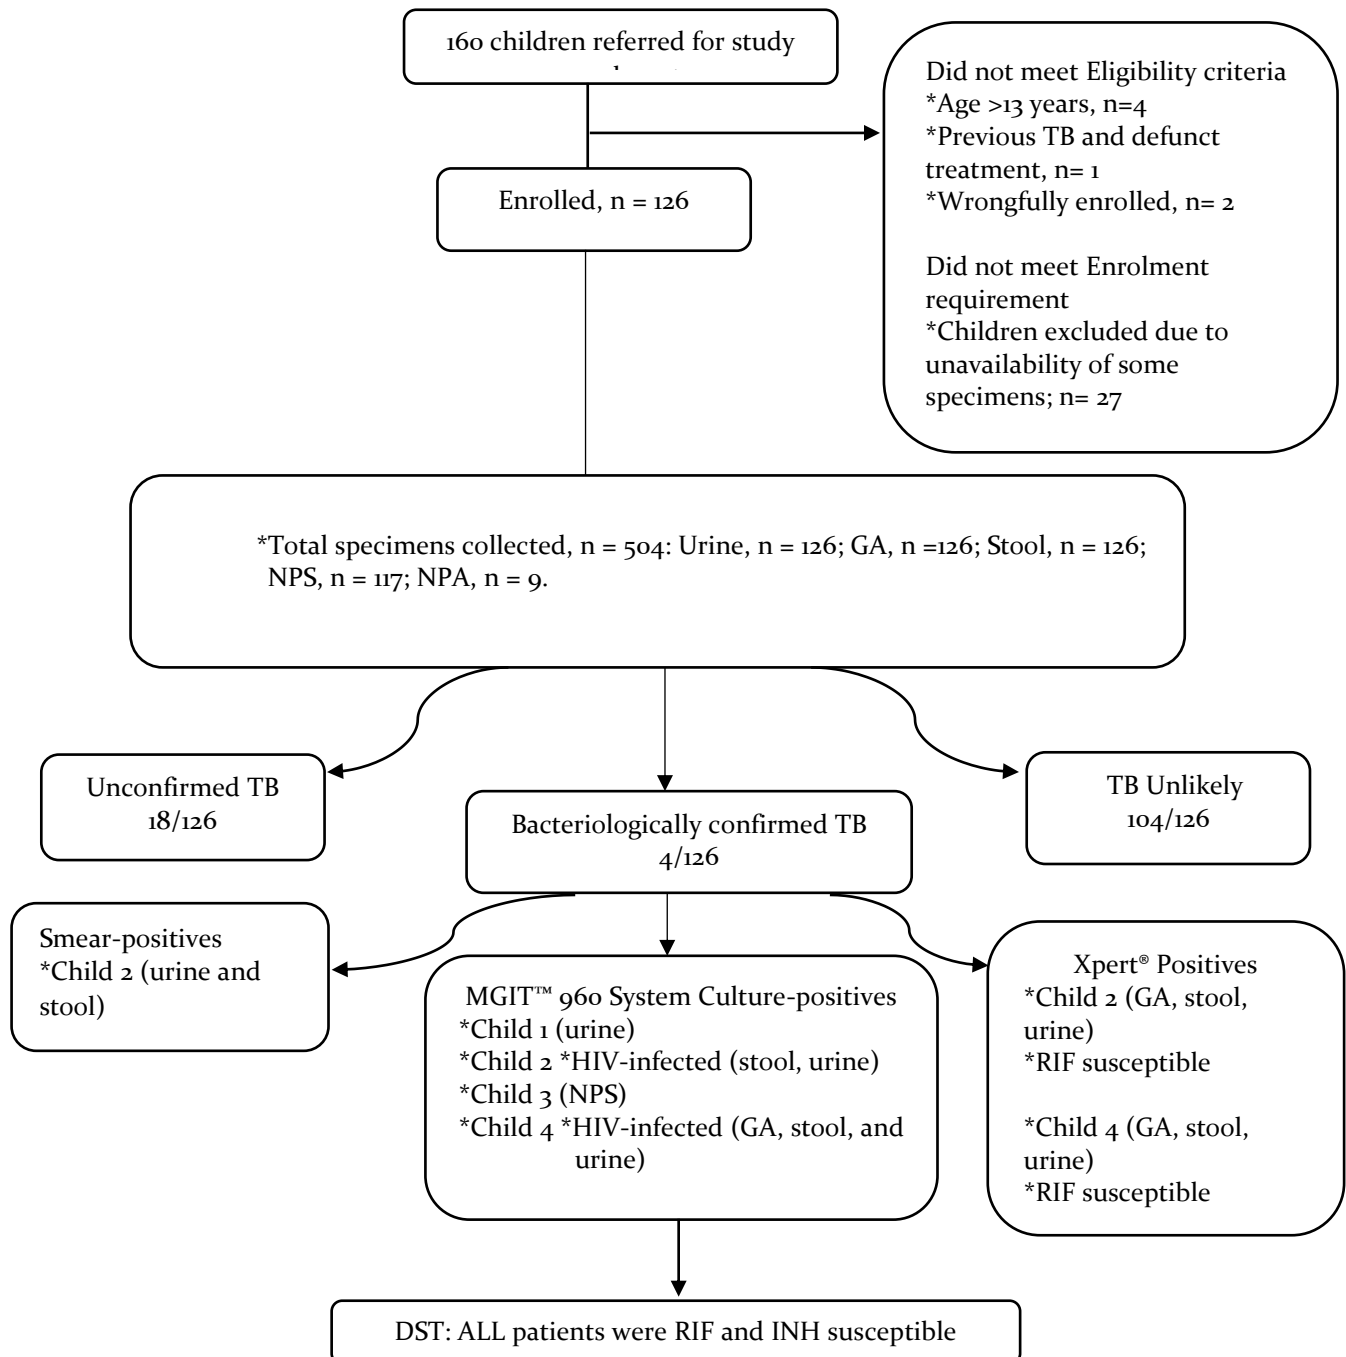 160 children referred for study
Did not meet Eligibility criteria
*Age >13 years, n=4
*Previous TB and defunct
treatment, n= 1
*Wrongfully enrolled, n= 2
Did not meet Enrolment
requirement
*Children excluded due to
unavailability of some
specimens; n= 27
Enrolled, n = 126
*Total specimens collected, n = 504: Urine, n = 126; GA, n =126; Stool, n = 126;
NPS, n = 117; NPA, n = 9.
Unconfirmed TB
18/126
Bacteriologically confirmed TB
4/126
TB Unlikely
104/126
Smear-positives
*Child 2 (urine and
stool)
MGIT™ 960 System Culture-positives
*Child 1 (urine)
*Child 2 *HIV-infected (stool, urine)
*Child 3 (NPS)
*Child 4 *HIV-infected (GA, stool, and
urine)
Xpert® Positives
*Child 2 (GA, stool,
urine)
*RIF susceptible
*Child 4 (GA, stool,
urine)
*RIF susceptible
DST: ALL patients were RIF and INH susceptible